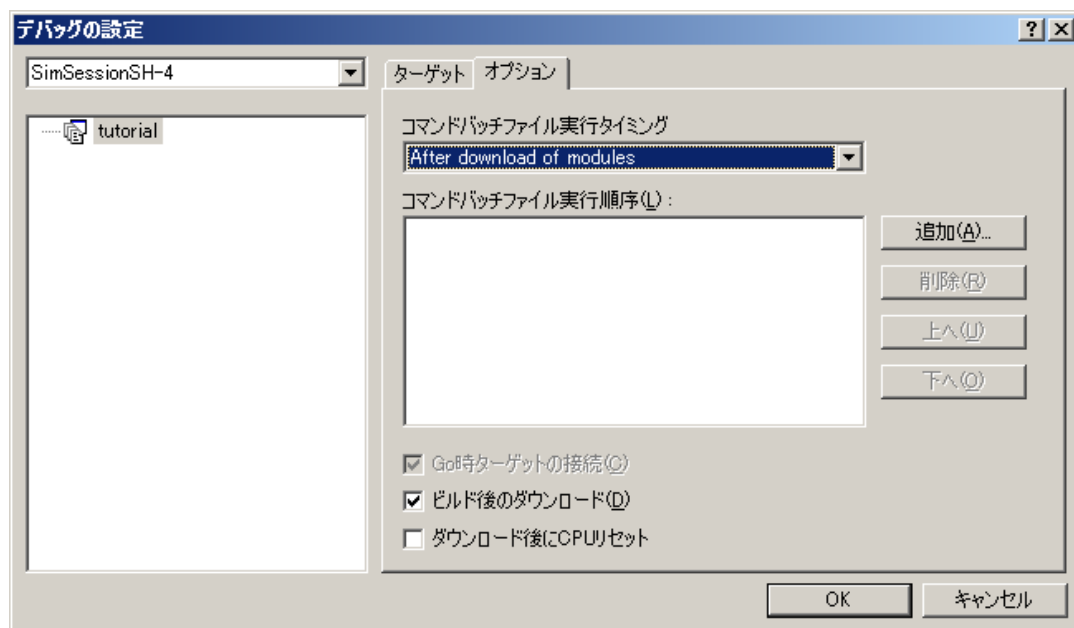 デバッグの設定
SimSessionSH-4
tutorial
ターゲット オプション
コマンドバッチファイル実行タイミング
After download of modules
コマンドバッチファイル実行順序(L) :
追加(A)...
削除(R)
上へ(U)
下へ(O)
Go時ターゲットの接続(C)
ビルド後のダウンロード(D)
ダウンロード後にCPUリセット
OK キャンセル